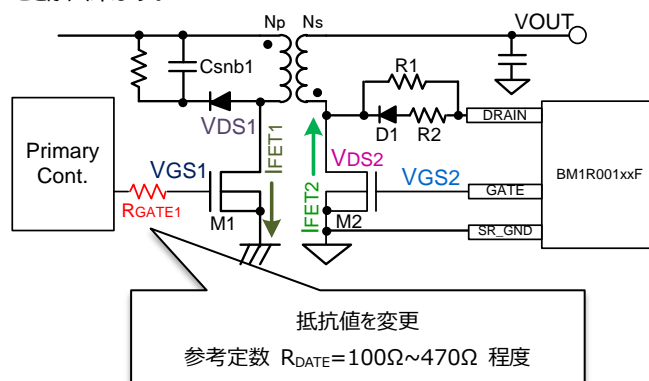 Np Ns
VOUT
Csnb1
R1
VDS1
D1 R2
DRAIN
Primary
Cont.
VGS1
IFET1
IFET2
VDS2
VGS2
BM1R001xxF
GATE
RGATE1
M1
M2
SR_GND
抵抗値を変更
参考定数 RDATE=100Ω~470Ω 程度